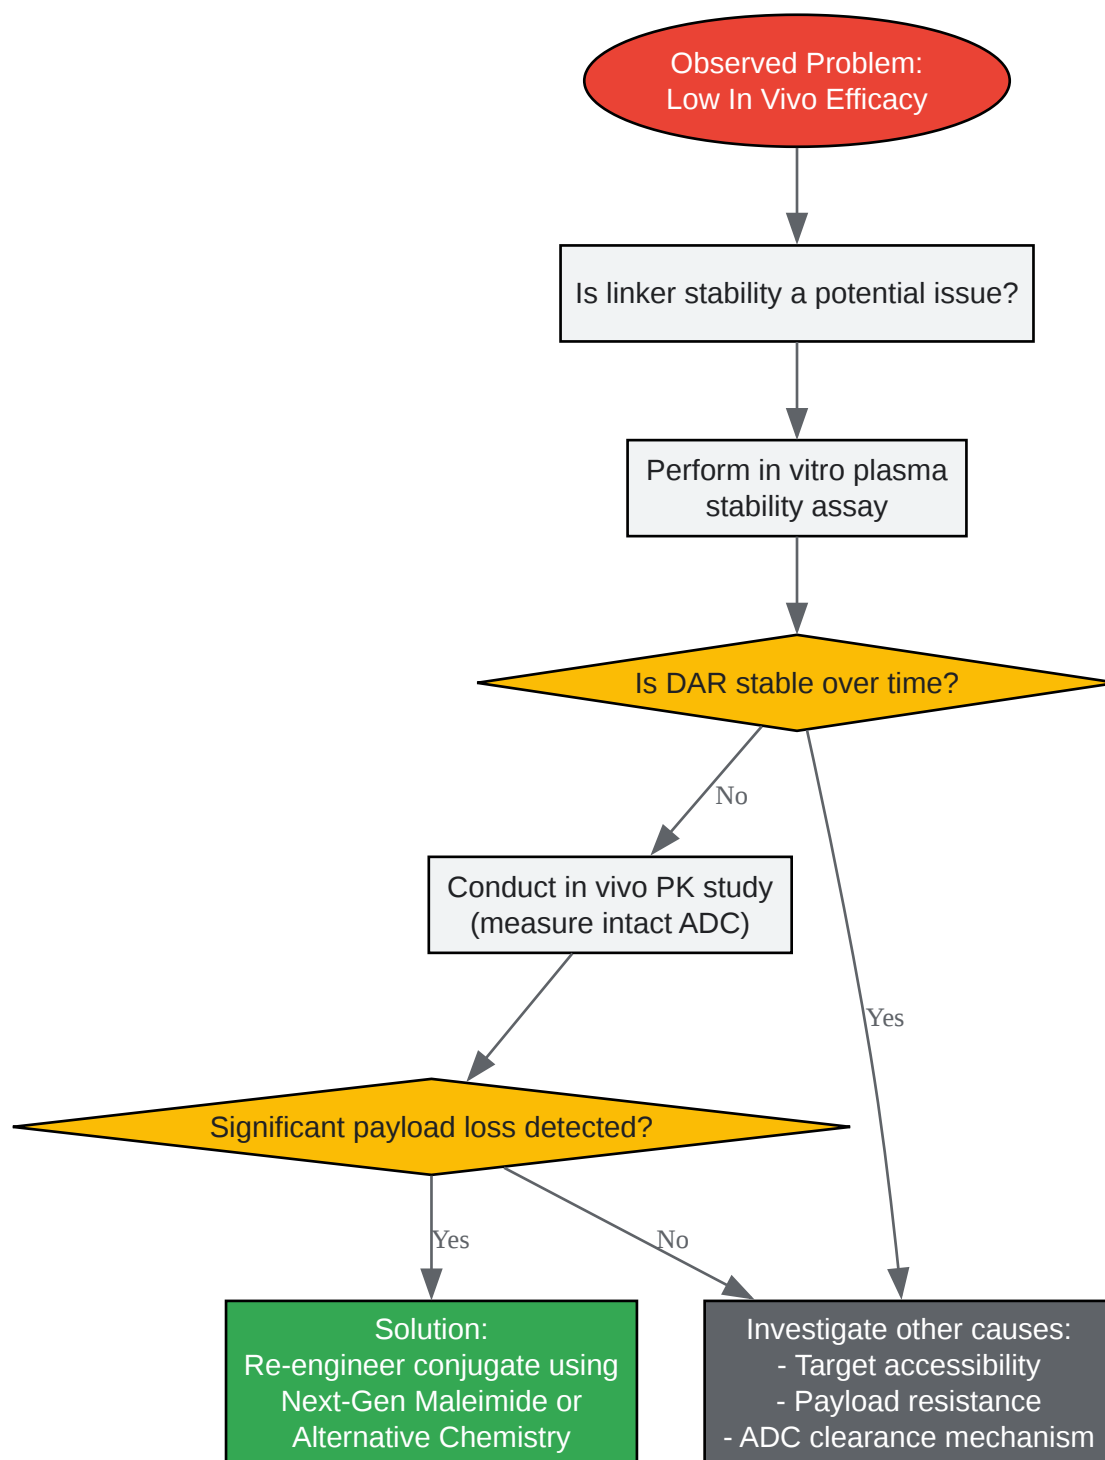 Observed Problem:
Low In Vivo Efficacy
Is linker stability a potential issue?
Perform in vitro plasma
stability assay
Is DAR stable over time?
No
Conduct in vivo PK study
(measure intact ADC)
Yes
Significant payload loss detected?
Yes
No
Solution:
Re-engineer conjugate using
Next-Gen Maleimide or
Alternative Chemistry
Investigate other causes:
- Target accessibility
- Payload resistance
- ADC clearance mechanism